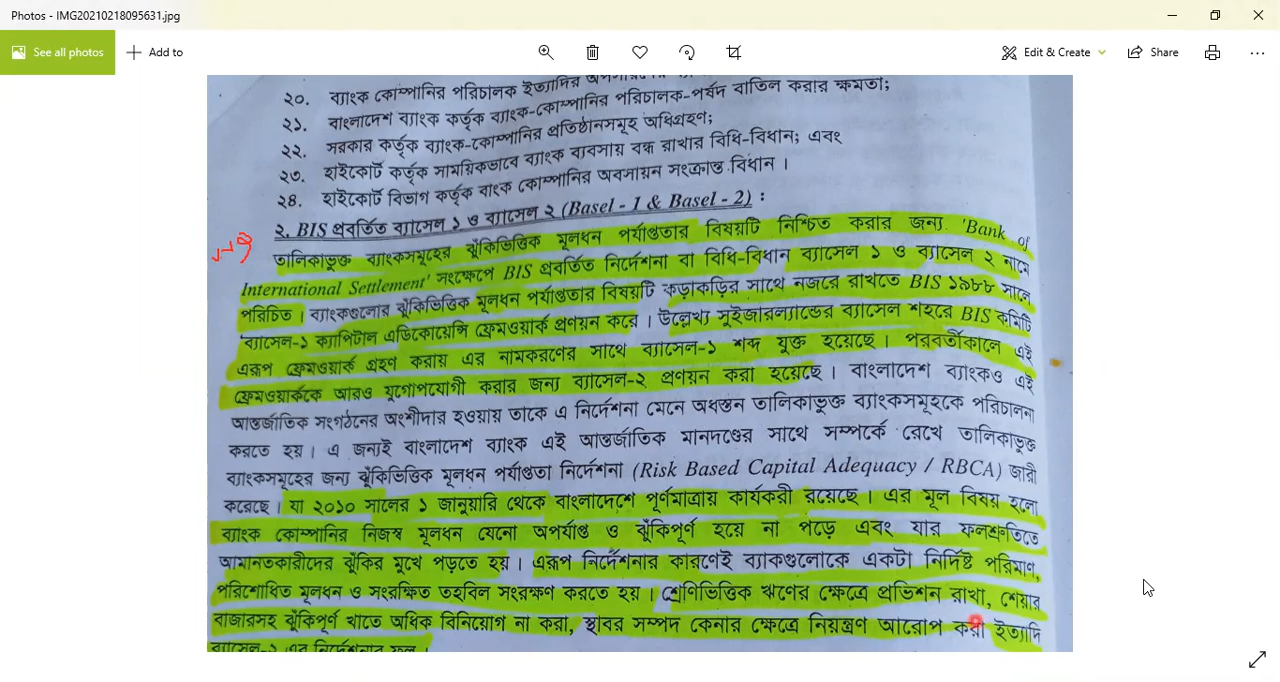 Photos - IMG20210218095631.jpg
See all photos
Add to
Edit & Create
Share
২০. ব্যাংক কোম্পানির পরিচালক ইত্যাদির
২১. বাংলাদেশ ব্যাংক কর্তৃক ব্যাংক-কোম্পানির পরিচালক-পর্ষদ বাতিল করার ক্ষমতা;
২২. সরকার কর্তৃক ব্যাংক-কোম্পানির প্রতিষ্ঠানসমূহ অধিগ্রহণ;
২৩. হাইকোর্ট কর্তৃক সাময়িকভাবে ব্যাংক ব্যবসায় বন্ধ রাখার বিধি-বিধান; এবং
২৪. হাইকোর্ট বিভাগ কর্তৃক বাংক কোম্পানির অবসায়ন সংক্রান্ত বিধান।
২. BIS প্রবর্তিত ব্যাসেল ১ ও ব্যাসেল ২ (Basel - 1 & Basel - 2) :
তালিকাভুক্ত ব্যাংকসমূহের ঝুঁকিভিত্তিক মূলধন পর্যাপ্ততার বিষয়টি নিশ্চিত করার জন্য 'Bank of
International Settlement' সংক্ষেপে BIS প্রবর্তিত নির্দেশনা বা বিধি-বিধান ব্যাসেল ১ ও ব্যাসেল ২ নামে
পরিচিত। ব্যাংকগুলোর ঝুঁকিভিত্তিক মূলধন পর্যাপ্ততার বিষয়টি কড়াকড়ির সাথে নজরে রাখতে BIS ১৯৮৮ সালে
'ব্যাসেল-১ ক্যাপিটাল এডিকোয়েন্সি ফ্রেমওয়ার্ক প্রণয়ন করে। উল্লেখ্য সুইজারল্যান্ডের ব্যাসেল শহরে BIS কমিটি
এরূপ ফ্রেমওয়ার্ক গ্রহণ করায় এর নামকরণের সাথে ব্যাসেল-১ শব্দ যুক্ত হয়েছে। পরবর্তীকালে এই
ফ্রেমওয়ার্ককে আরও যুগোপযোগী করার জন্য ব্যাসেল-২ প্রণয়ন করা হয়েছে। বাংলাদেশ ব্যাংকও এই
আন্তর্জাতিক সংগঠনের অংশীদার হওয়ায় তাকে এ নির্দেশনা মেনে অধস্তন তালিকাভুক্ত ব্যাংকসমূহকে পরিচালনা
করতে হয়। এ জন্যই বাংলাদেশ ব্যাংক এই আন্তর্জাতিক মানদণ্ডের সাথে সম্পর্কে রেখে তালিকাভুক্ত
ব্যাংকসমূহের জন্য ঝুঁকিভিত্তিক মূলধন পর্যাপ্ততা নির্দেশনা (Risk Based Capital Adequacy / RBCA) জারী
করেছে। যা ২০১০ সালের ১ জানুয়ারি থেকে বাংলাদেশে পূর্ণমাত্রায় কার্যকরী রয়েছে। এর মূল বিষয় হলো
ব্যাংক কোম্পানির নিজস্ব মূলধন যেনো অপর্যাপ্ত ও ঝুঁকিপূর্ণ হয়ে না পড়ে এবং যার ফলশ্রুতিতে
আমানতকারীদের ঝুঁকির মুখে পড়তে হয়। এরূপ নির্দেশনার কারণেই ব্যাকগুলোকে একটা নির্দিষ্ট পরিমাণ,
পরিশোধিত মূলধন ও সংরক্ষিত তহবিল সংরক্ষণ করতে হয়। শ্রেণিভিত্তিক ঋণের ক্ষেত্রে প্রভিশন রাখা, শেয়ার
বাজারসহ ঝুঁকিপূর্ণ খাতে অধিক বিনিয়োগ না করা, স্থাবর সম্পদ কেনার ক্ষেত্রে নিয়ন্ত্রণ আরোপ করা ইত্যাদি
ব্যাসেল-২ এর নির্দেশনার ফল।